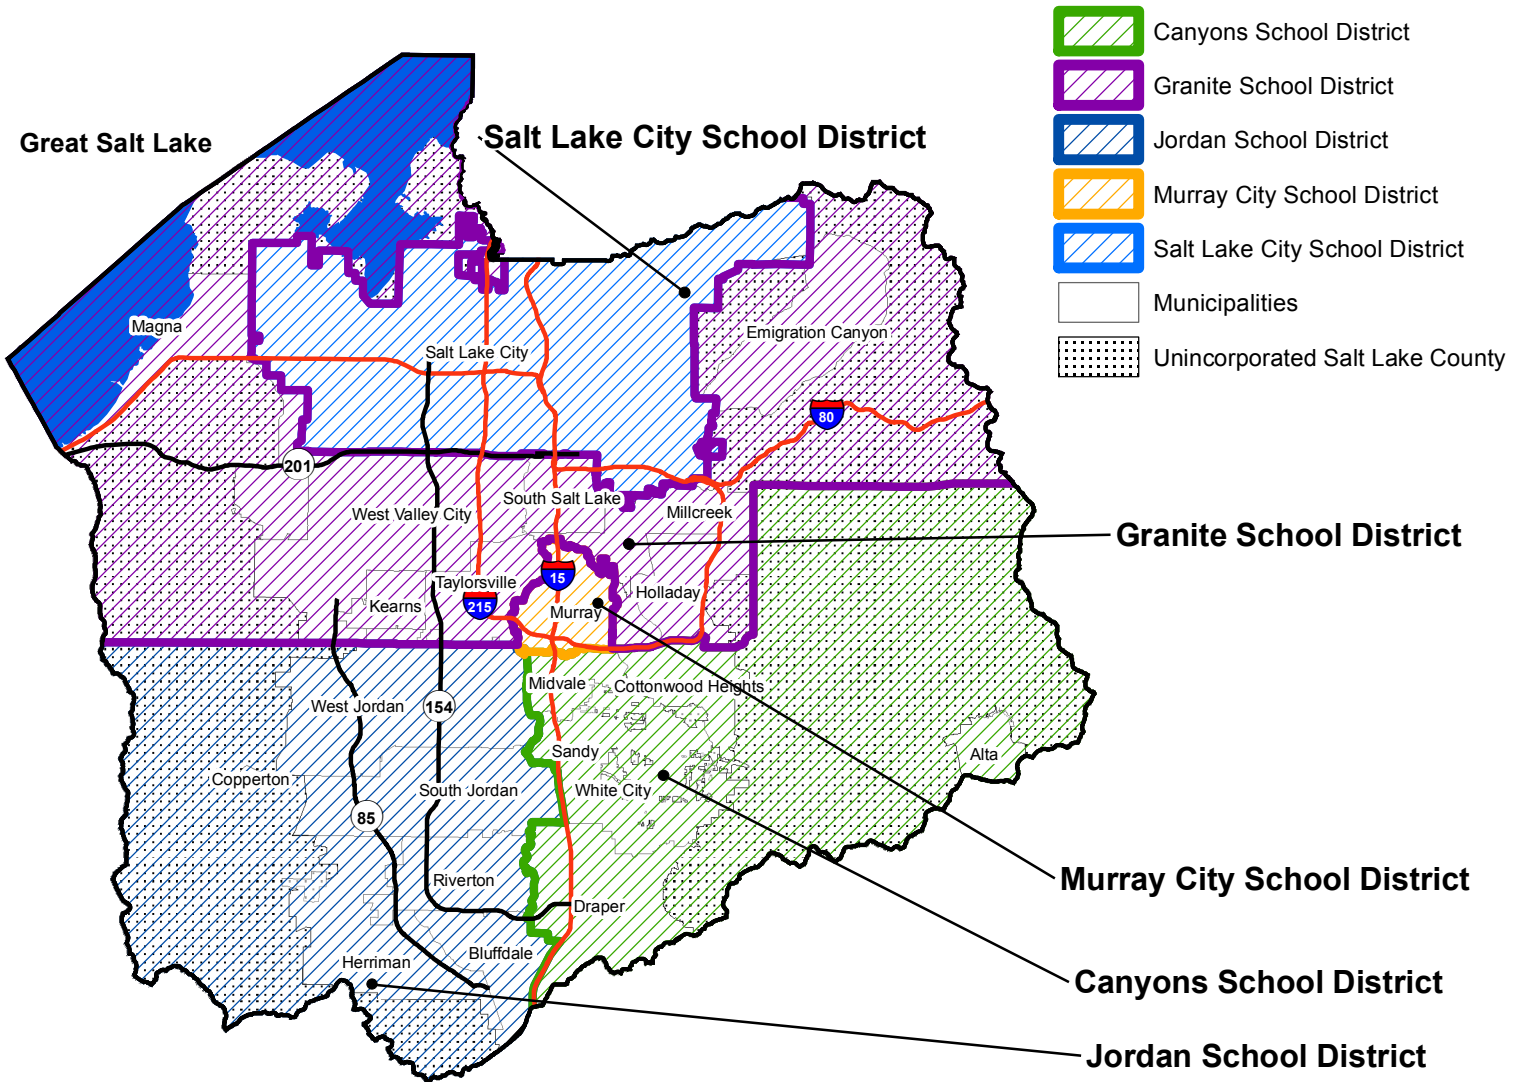 Canyons School District
Granite School District
Jordan School District
Murray City School District
Salt Lake City School District
Municipalities
Unincorporated Salt Lake County
Great Salt Lake
Salt Lake City School District
Magna
Salt Lake City
Emigration Canyon
80
201
South Salt Lake
West Valley City
Millcreek
Granite School District
15
Taylorsville
215
Kearns
Holladay
Murray
Midvale
Cottonwood Heights
West Jordan
154
Sandy
Alta
Copperton
South Jordan
White City
85
Riverton
Murray City School District
Draper
Bluffdale
Herriman
Canyons School District
Jordan School District